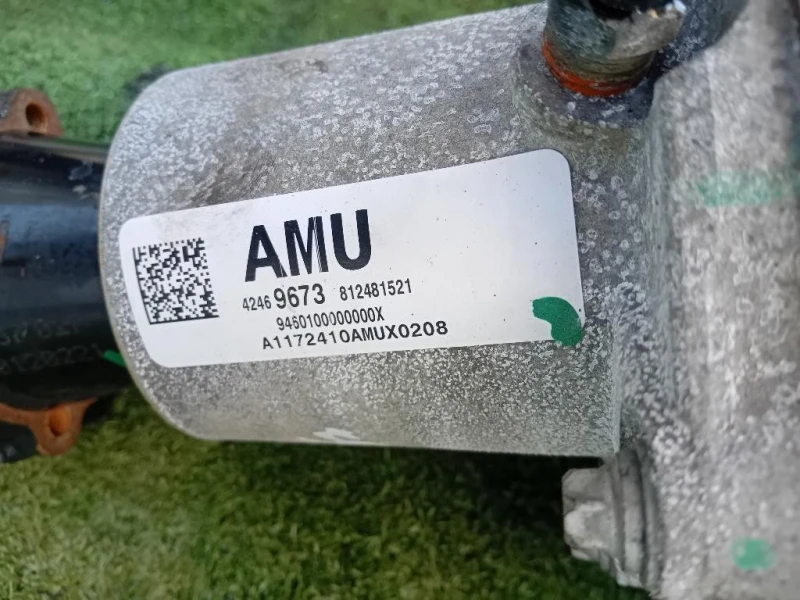 AMU
4246 9673 812481521
9460100000000X
A1172410AMUX0208